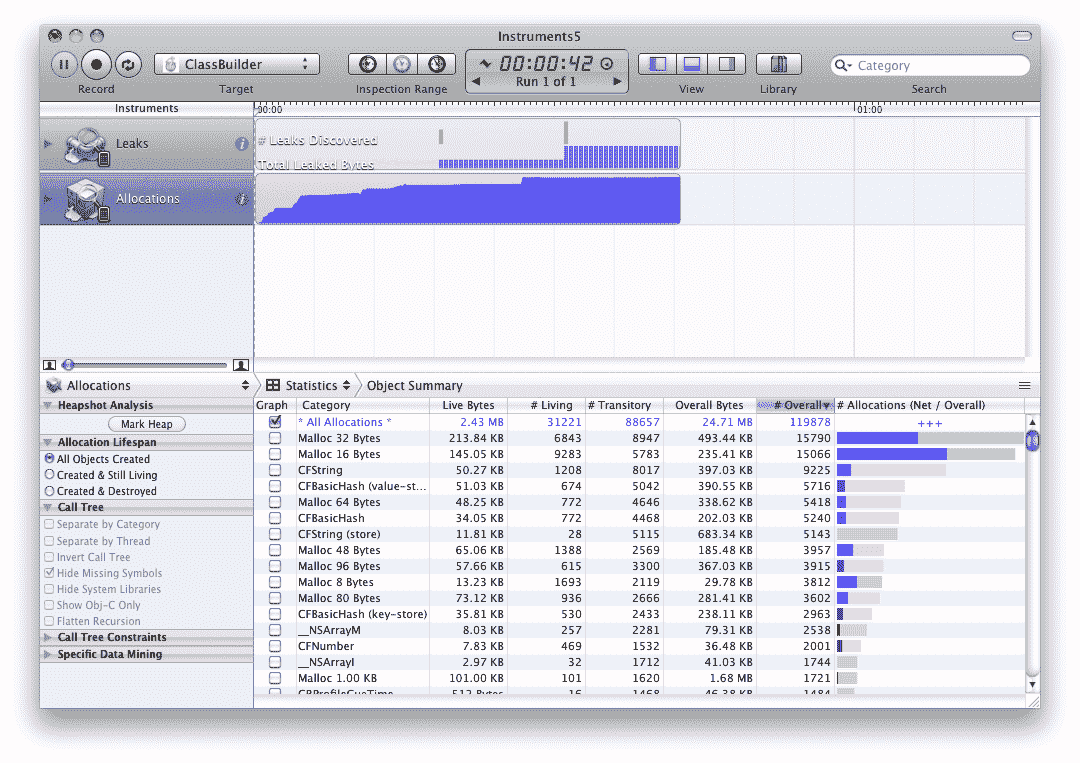 Instruments5
ClassBuilder
00:00:42
Run 1 of 1
Category
Record
Target
Inspection Range
View
Library
Search
Instruments
00:00
01:00
Leaks
# Leaks Discovered
Total Leaked Bytes
Allocations
Allocations
Statistics
Object Summary
Heapshot Analysis
Mark Heap
Allocation Lifespan
All Objects Created
Created & Still Living
Created & Destroyed
Call Tree
Separate by Category
Separate by Thread
Invert Call Tree
Hide Missing Symbols
Hide System Libraries
Show Obj-C Only
Flatten Recursion
Call Tree Constraints
Specific Data Mining
Graph Category Live Bytes # Living # Transitory Overall Bytes # Overall # Allocations (Net / Overall)
* All Allocations * 2.43 MB 31221 88657 24.71 MB 119878 +++
Malloc 32 Bytes 213.84 KB 6843 8947 493.44 KB 15790
Malloc 16 Bytes 145.05 KB 9283 5783 235.41 KB 15066
CFString 50.27 KB 1208 8017 397.03 KB 9225
CFBasicHash (value-st... 51.03 KB 674 5042 390.55 KB 5716
Malloc 64 Bytes 48.25 KB 772 4646 338.62 KB 5418
CFBasicHash 34.05 KB 772 4468 202.03 KB 5240
CFString (store) 11.81 KB 28 5115 683.34 KB 5143
Malloc 48 Bytes 65.06 KB 1388 2569 185.48 KB 3957
Malloc 96 Bytes 57.66 KB 615 3300 367.03 KB 3915
Malloc 8 Bytes 13.23 KB 1693 2119 29.78 KB 3812
Malloc 80 Bytes 73.12 KB 936 2666 281.41 KB 3602
CFBasicHash (key-store) 35.81 KB 530 2433 238.11 KB 2963
__NSArrayM 8.03 KB 257 2281 79.31 KB 2538
CFNumber 7.83 KB 469 1532 36.48 KB 2001
__NSArrayI 2.97 KB 32 1712 41.03 KB 1744
Malloc 1.00 KB 101.00 KB 101 1620 1.68 MB 1721
512 Bytes 16 1468 46.38 KB 1484